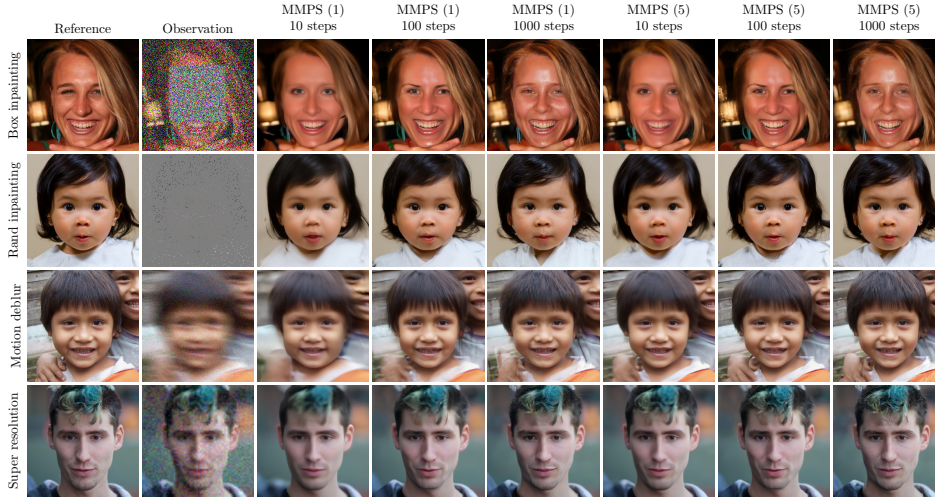 Reference
Observation
MMPS (1)
10 steps
MMPS (1)
100 steps
MMPS (1)
1000 steps
MMPS (5)
10 steps
MMPS (5)
100 steps
MMPS (5)
1000 steps
Box inpainting
Rand inpainting
Motion deblur
Super resolution